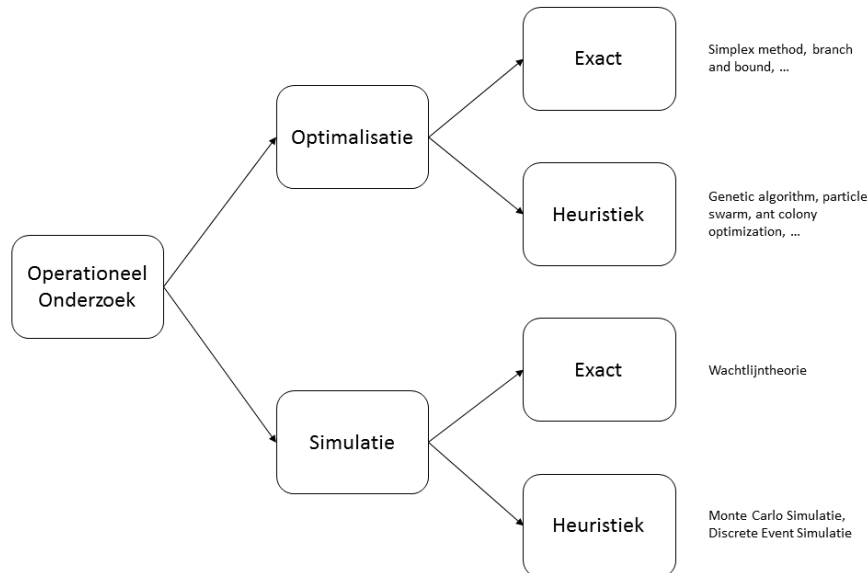 Exact
Simplex method, branch
and bound, ...
Optimalisatie
Heuristiek
Genetic algorithm, particle
swarm, ant colony
optimization, ...
Operationeel
Onderzoek
Exact
Wachtlijntheorie
Simulatie
Heuristiek
Monte Carlo Simulatie,
Discrete Event Simulatie